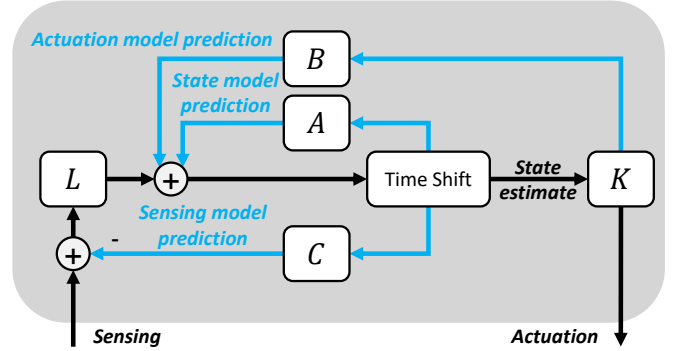 Actuation model prediction
B
State model
prediction
A
L
+
Time Shift
State
estimate
K
Sensing model
prediction
-
+
C
Sensing
Actuation